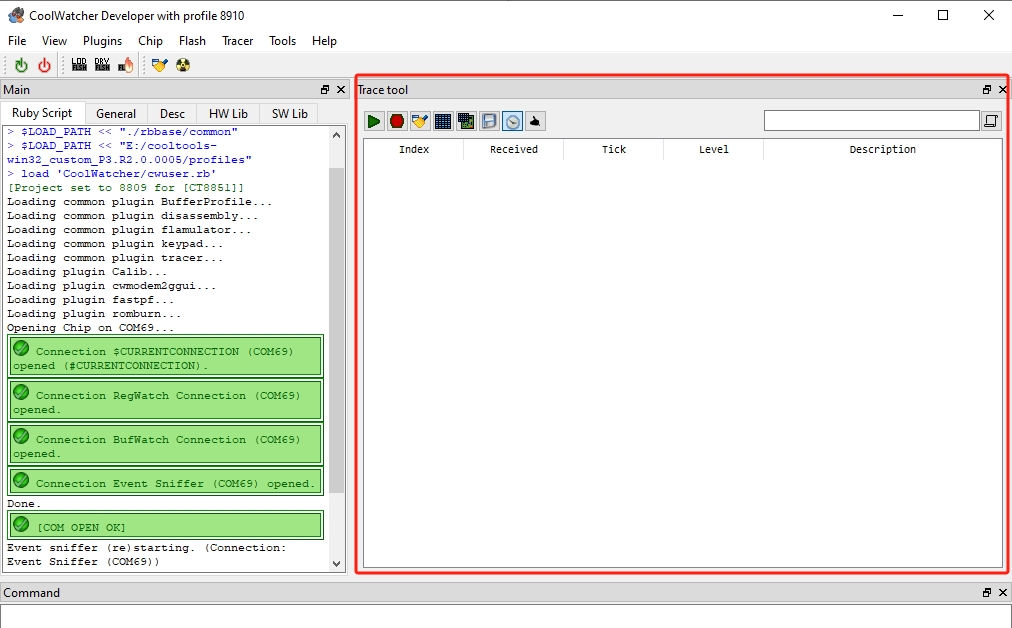 CoolWatcher Developer with profile 8910
File View Plugins Chip Flash Tracer Tools Help
LOD FLSH DRV FLSH FL
Main
Ruby Script General Desc HW Lib SW Lib
> $LOAD_PATH << "./rbbase/common"
> $LOAD_PATH << "E:/cooltools-
win32_custom_P3.R2.0.0005/profiles"
> load 'CoolWatcher/cwuser.rb'
[Project set to 8809 for [CT8851]]
Loading common plugin BufferProfile...
Loading common plugin disassembly...
Loading common plugin flamulator...
Loading common plugin keypad...
Loading common plugin tracer...
Loading plugin Calib...
Loading plugin cwmodem2ggui...
Loading plugin fastpf...
Loading plugin romburn...
Opening Chip on COM69...
Connection $CURRENTCONNECTION (COM69)
opened (#CURRENTCONNECTION).
Connection RegWatch Connection (COM69)
opened.
Connection BufWatch Connection (COM69)
opened.
Connection Event Sniffer (COM69) opened.
Done.
[COM OPEN OK]
Event sniffer (re)starting. (Connection:
Event Sniffer (COM69))
Trace tool
Index Received Tick Level Description
Command